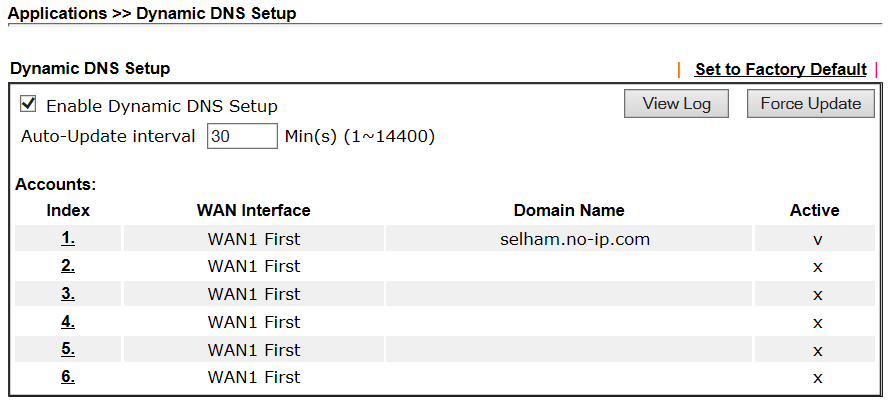 Applications >> Dynamic DNS Setup
Dynamic DNS Setup | Set to Factory Default |
Enable Dynamic DNS Setup View Log Force Update
Auto-Update interval 30 Min(s) (1~14400)
Accounts:
Index WAN Interface Domain Name Active
1. WAN1 First selham.no-ip.com v
2. WAN1 First x
3. WAN1 First x
4. WAN1 First x
5. WAN1 First x
6. WAN1 First x